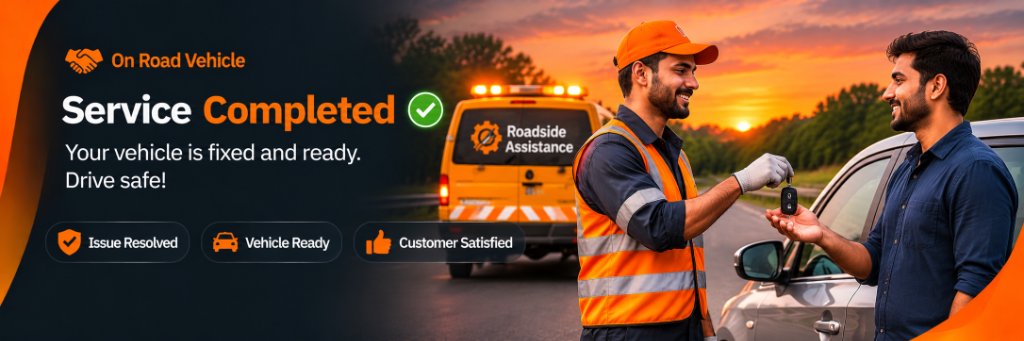 On Road Vehicle
Service Completed
Your vehicle is fixed and ready.
Drive safe!
Issue Resolved
Vehicle Ready
Customer Satisfied
Roadside
Assistance